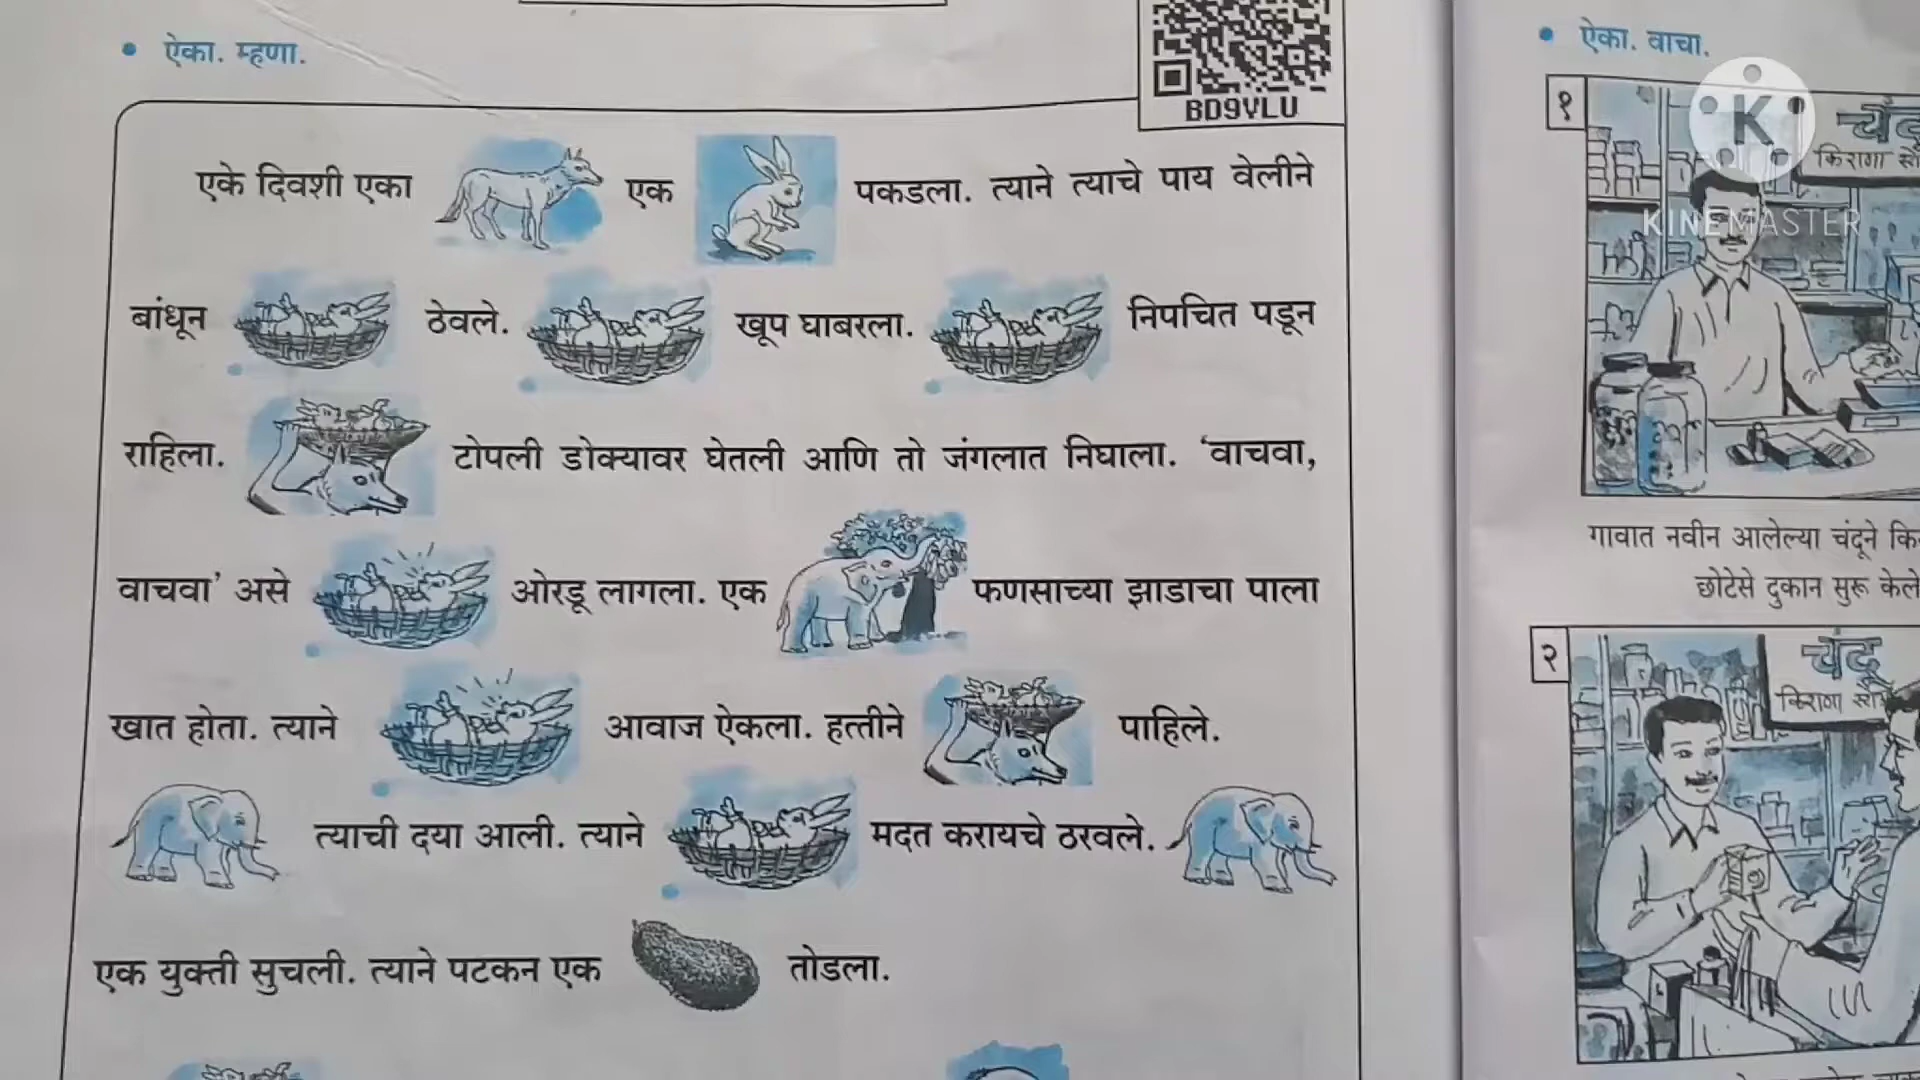 • ऐका. म्हणा.
BD9YLU
एके दिवशी एका एक पकडला. त्याने त्याचे पाय वेलीने
बांधून ठेवले. खूप घाबरला. निपचित पडून
राहिला. टोपली डोक्यावर घेतली आणि तो जंगलात निघाला. ‘वाचवा,
वाचवा’ असे ओरडू लागला. एक फणसाच्या झाडाचा पाला
खात होता. त्याने आवाज ऐकला. हत्तीने पाहिले.
त्याची दया आली. त्याने मदत करायचे ठरवले.
एक युक्ती सुचली. त्याने पटकन एक तोडला.
• ऐका. वाचा.
१
K
KINEMASTER
किराणा
गावात नवीन आलेल्या चंदूने
छोटेसे दुकान सुरू केले
२
चंदू
किराणा